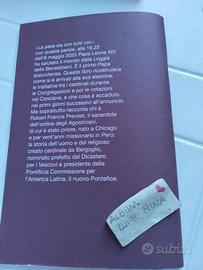 «La pace sia con tutti voi»:
con queste parole, alle 19,22
dell'8 maggio 2025 Papa Leone XIV
ha salutato il mondo dalla Loggia
delle Benedizioni. È il primo Papa
statunitense. Questo libro ricostruisce
come si è arrivati alla sua elezione,
le trattative tra i cardinali durante
le Congregazioni e poi le votazioni
nel Conclave, e che cosa è accaduto
nei primi giorni successivi all'annuncio.
Ma soprattutto racconta chi è
Robert Francis Prevost, il sacerdote
dell'ordine degli Agostiniani,
di cui è stato priore, nato a Chicago
e per vent'anni missionario in Perù:
la storia dell'uomo e del religioso
creato cardinale da Bergoglio,
nominato prefetto del Dicastero
per i Vescovi e presidente della
Pontificia Commissione per
l'America Latina. Il nuovo Pontefice.
ALBUM
NINA
subito